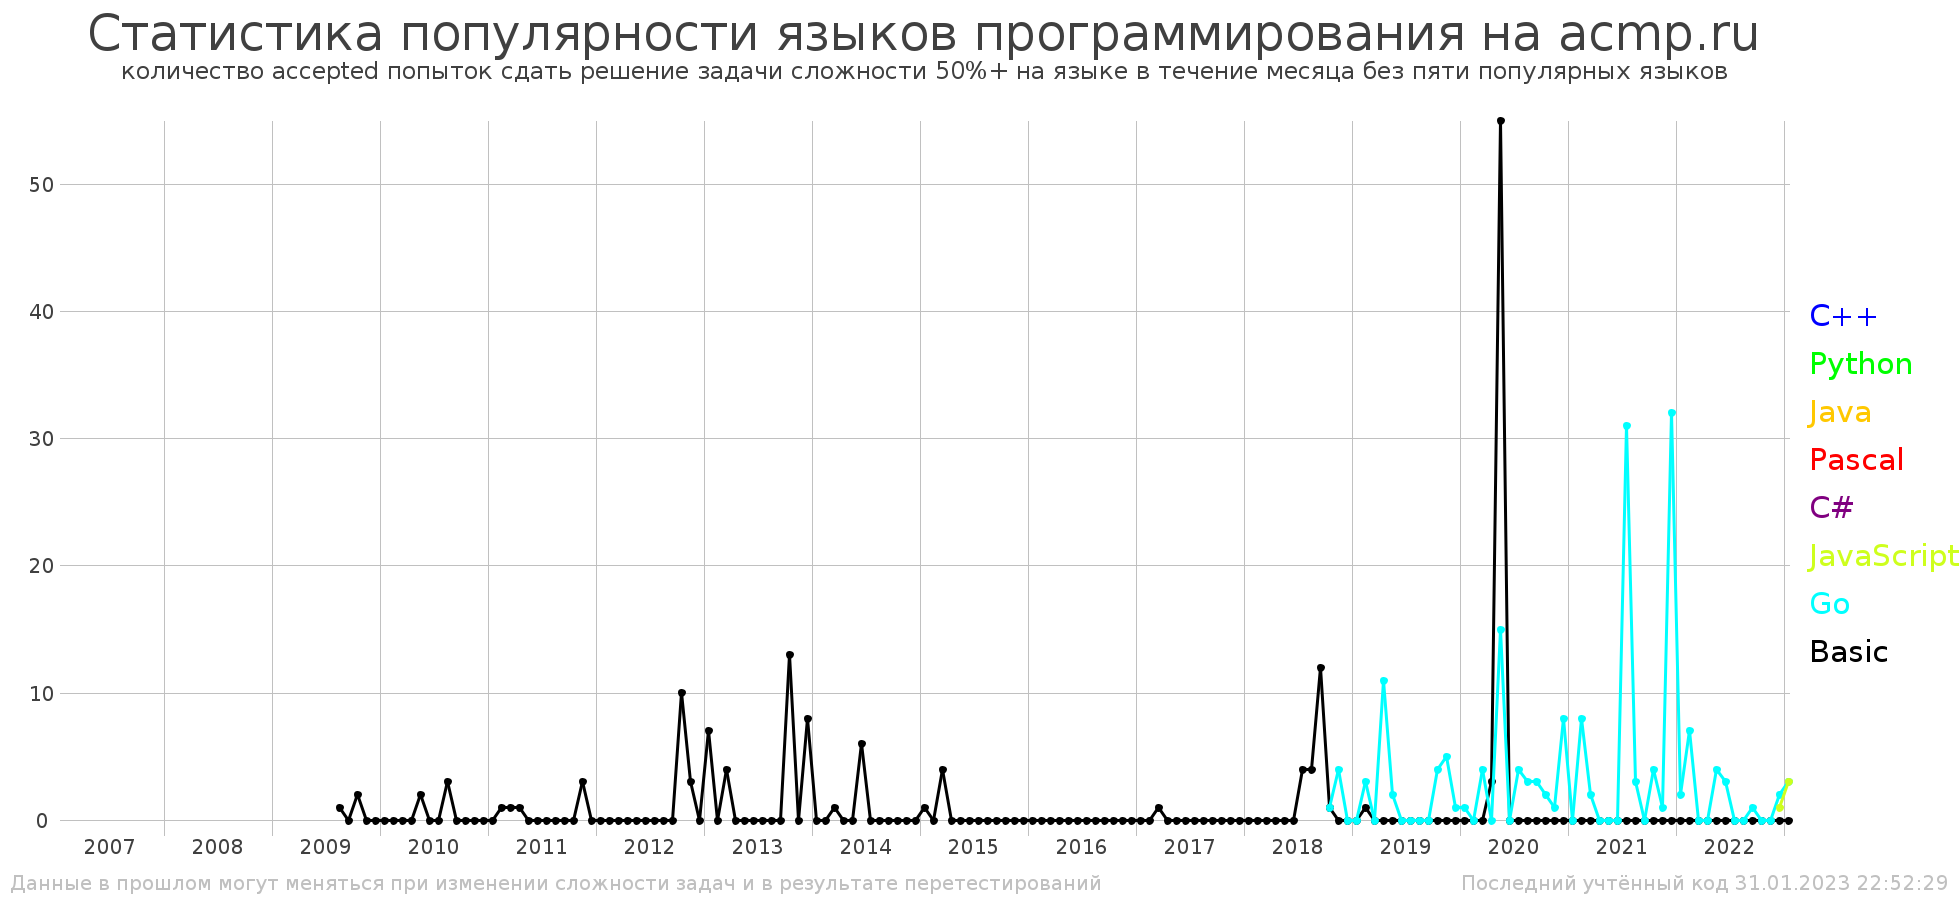 Статистика популярности языков программирования на acmp.ru
количество accepted попыток сдать решение задачи сложности 50%+ на языке в течение месяца без пяти популярных языков
50
40
30
20
10
0
C++
Python
Java
Pascal
C#
JavaScript
Go
Basic
2007 2008 2009 2010 2011 2012 2013 2014 2015 2016 2017 2018 2019 2020 2021 2022
Данные в прошлом могут меняться при изменении сложности задач и в результате перетестирований
Последний учтённый код 31.01.2023 22:52:29